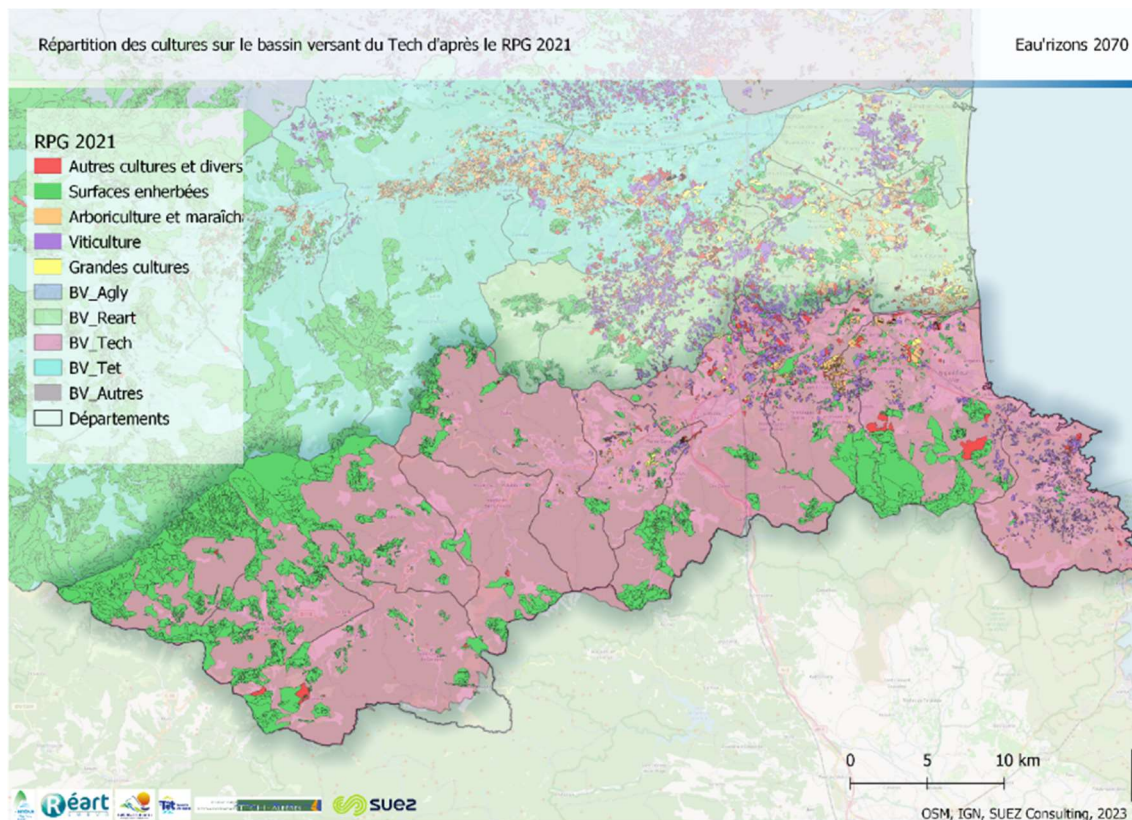 Répartition des cultures sur le bassin versant du Tech d'après le RPG 2021
Eau'rizons 2070
RPG 2021
Autres cultures et divers
Surfaces enherbées
Arboriculture et maraîch
Viticulture
Grandes cultures
BV_Agly
BV_Reart
BV_Tech
BV_Tet
BV_Autres
Départements
0 5 10 km
Réart
Têt
SUEZ
OSM, IGN, SUEZ Consulting, 2023